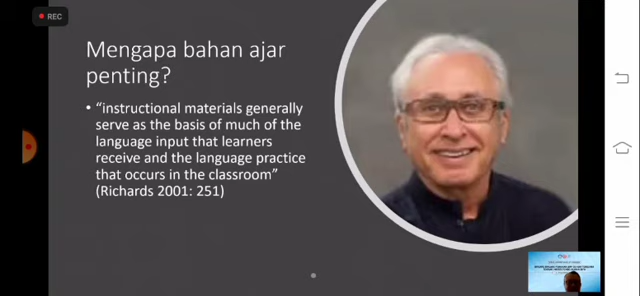 REC
Mengapa bahan ajar
penting?
• “instructional materials generally
serve as the basis of much of the
language input that learners
receive and the language practice
that occurs in the classroom”
(Richards 2001: 251)